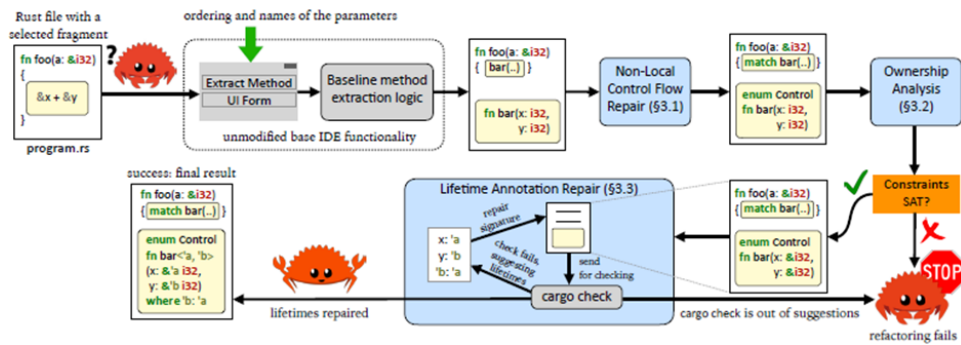 Rust file with a
selected fragment
fn foo(a: &i32)
{
&x + &y
}
program.rs
?
ordering and names of the parameters
Extract Method
UI Form
Baseline method
extraction logic
unmodified base IDE functionality
fn foo(a: &i32)
{ bar(..) }
fn bar(x: i32,
y: i32)
Non-Local
Control Flow
Repair (§3.1)
fn foo(a: &i32)
{ match bar(..) }
enum Control
fn bar(x: i32,
y: i32)
Ownership
Analysis
(§3.2)
Constraints
SAT?
STOP
refactoring fails
fn foo(a: &i32)
{ match bar(..) }
enum Control
fn bar(x: &i32,
y: &i32)
Lifetime Annotation Repair (§3.3)
repair
signature
x: 'a
y: 'b
'b: 'a
check fails,
suggesting
lifetimes
send
for checking
cargo check
cargo check is out of suggestions
lifetimes repaired
success: final result
fn foo(a: &i32)
{ match bar(..) }
enum Control
fn bar<'a, 'b>
(x: &'a i32,
y: &'b i32)
where 'b: 'a